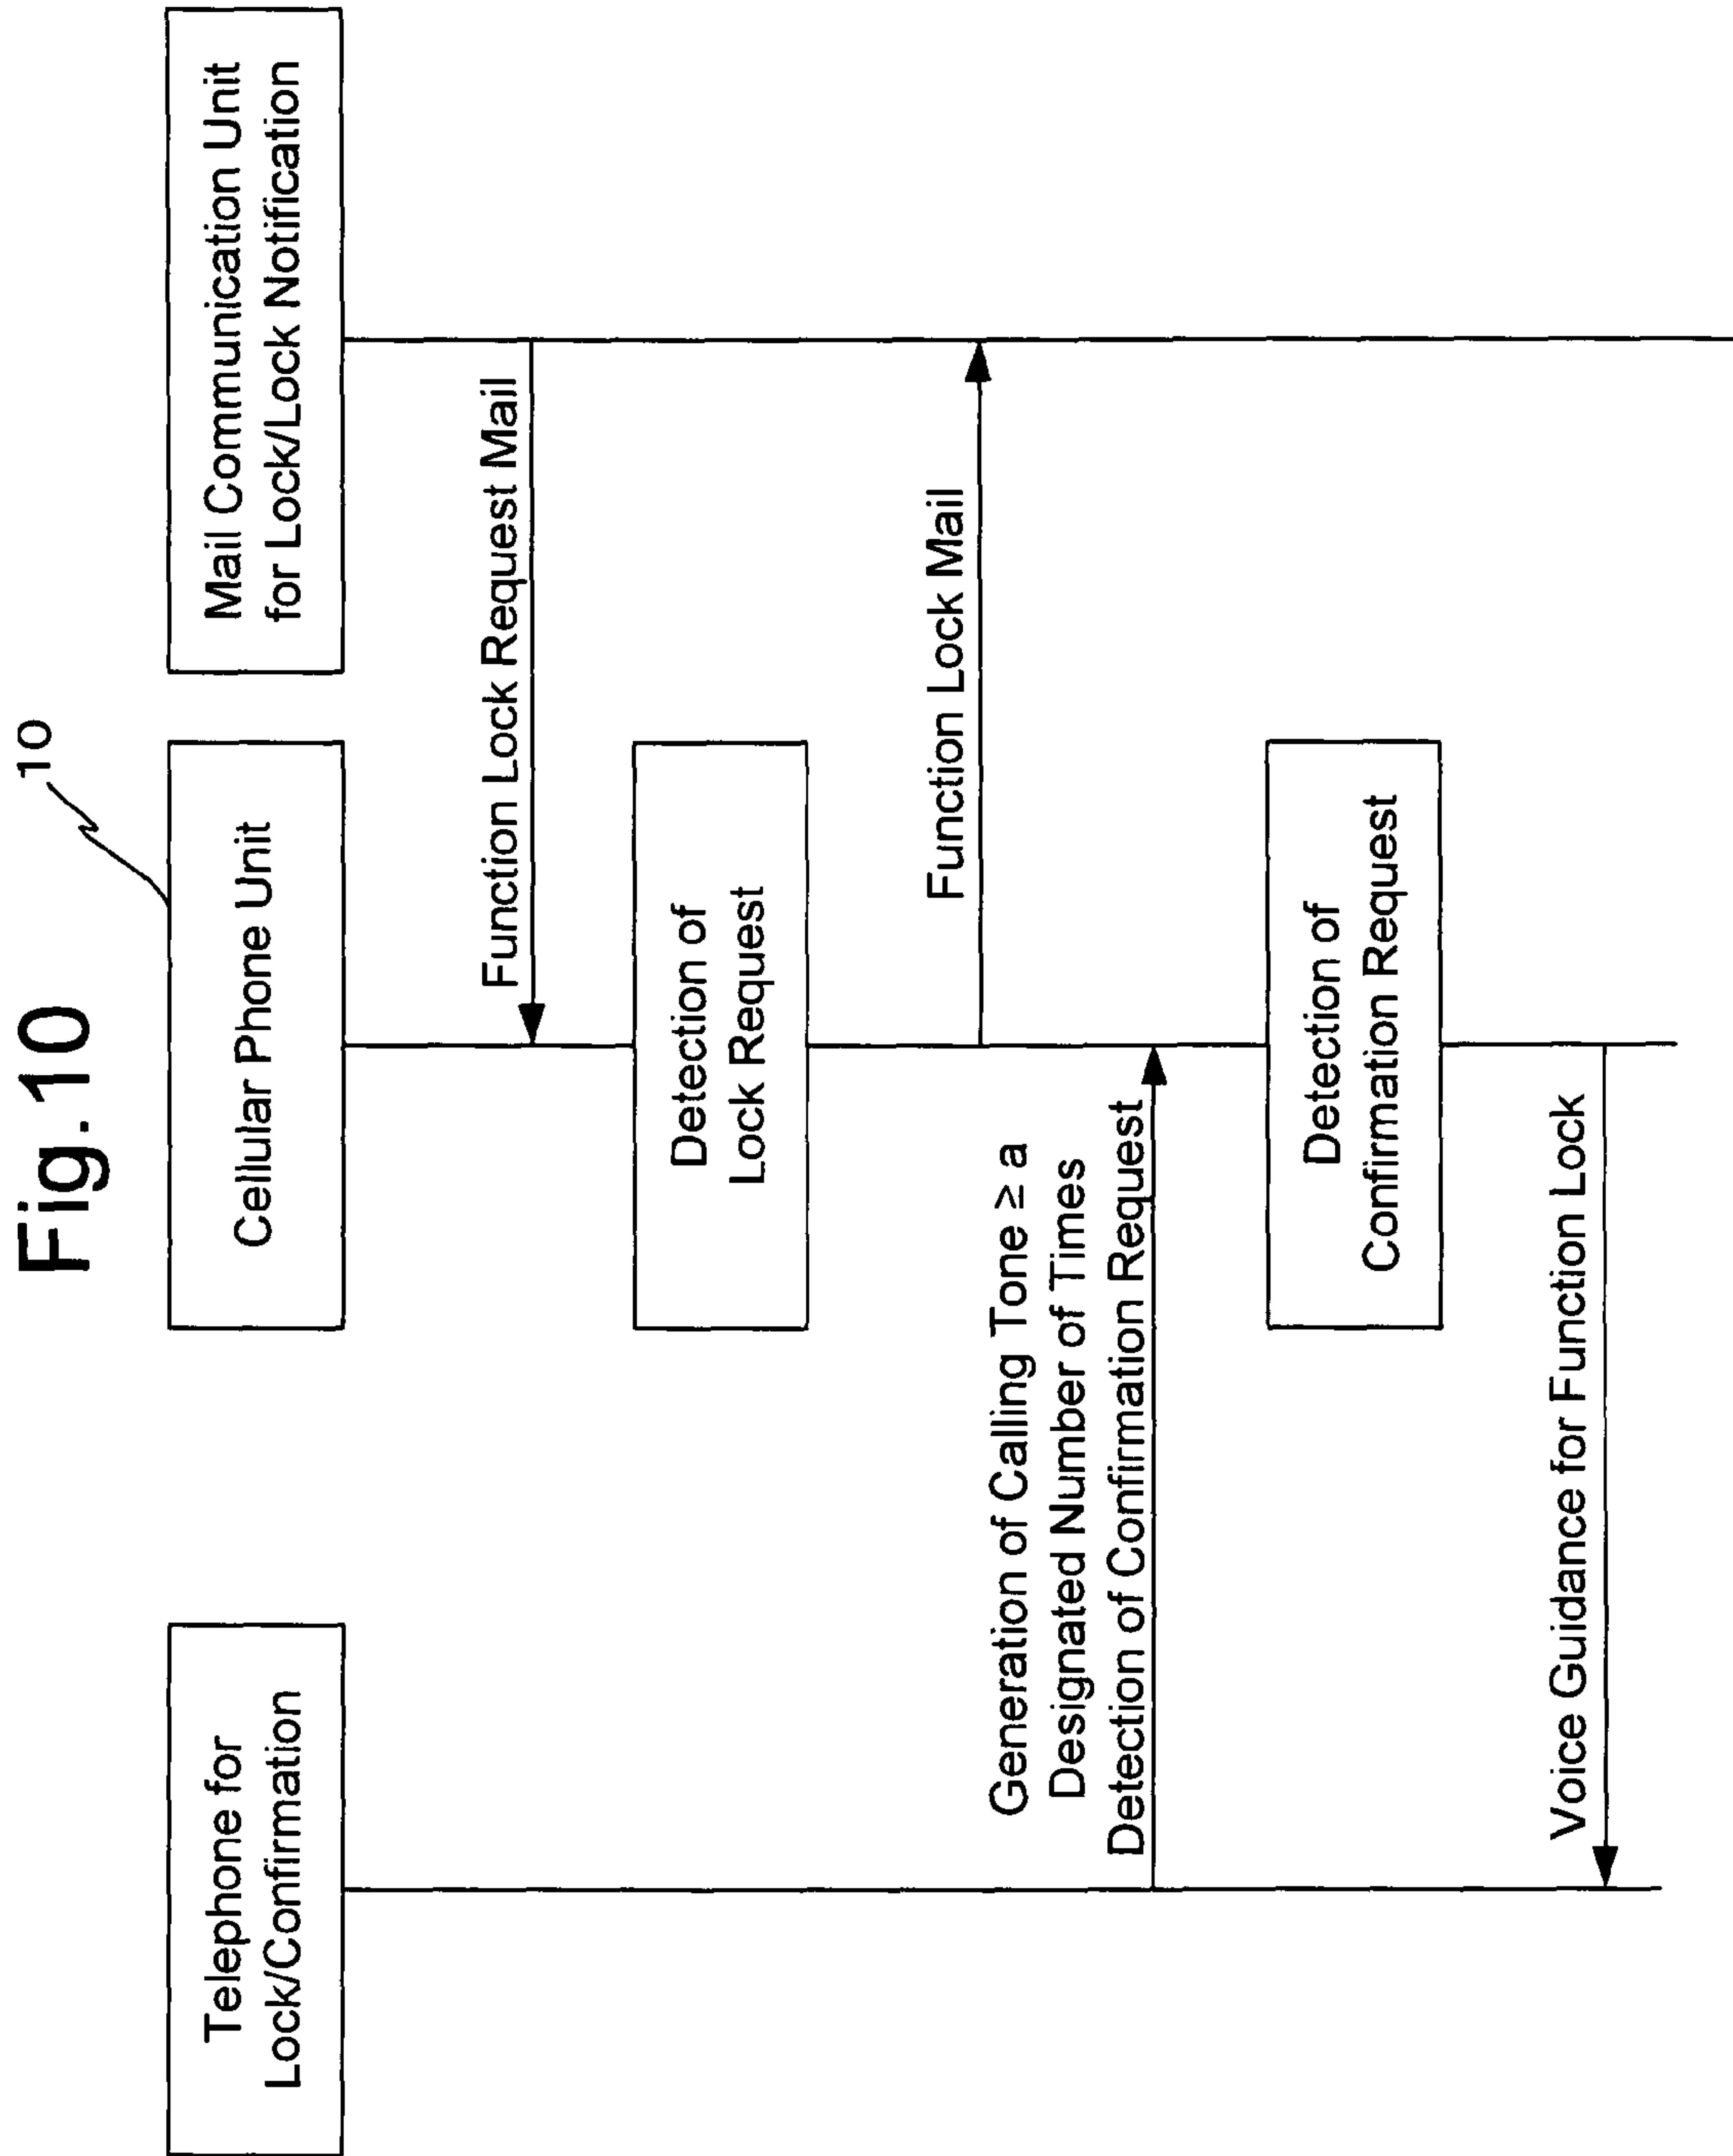 Fig.10
10
Telephone for
Lock/Confirmation
Cellular Phone Unit
Mail Communication Unit
for Lock/Lock Notification
Function Lock Request Mail
Detection of
Lock Request
Function Lock Mail
Generation of Calling Tone ≥ a
Designated Number of Times
Detection of Confirmation Request
Detection of
Confirmation Request
Voice Guidance for Function Lock